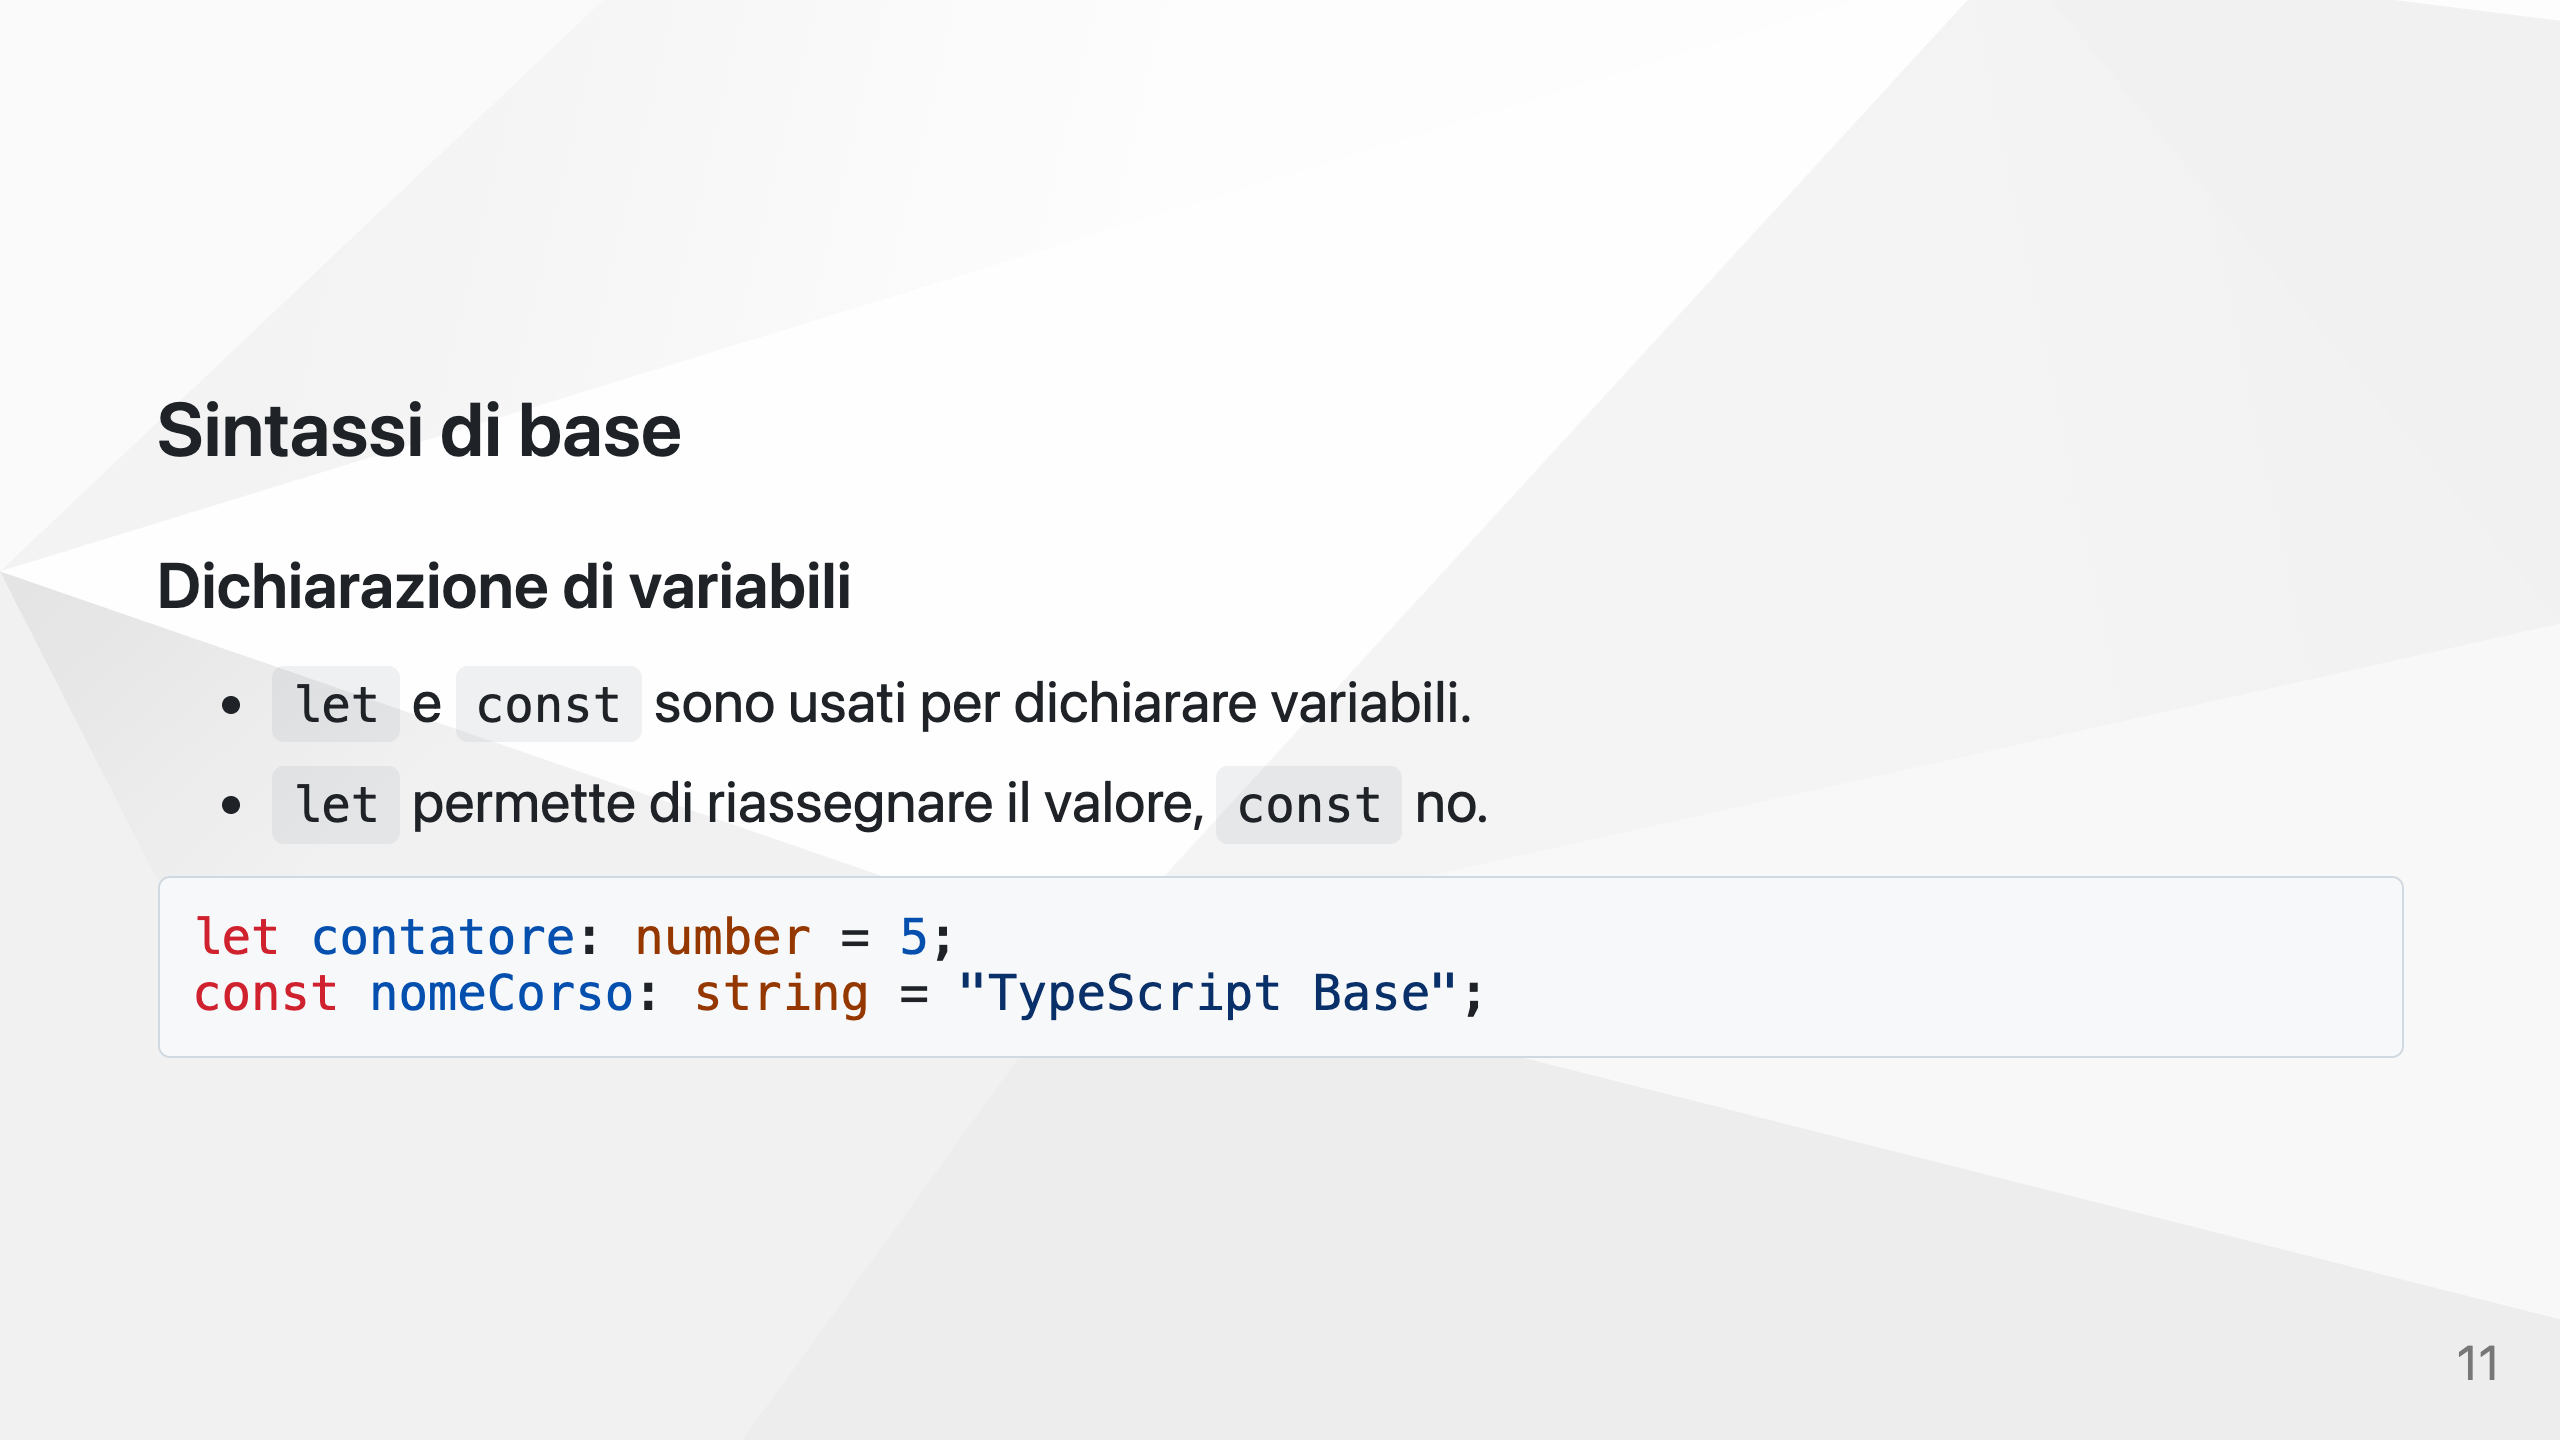 Sintassi di base
Dichiarazione di variabili
• let e const sono usati per dichiarare variabili.
• let permette di riassegnare il valore, const no.
let contatore: number = 5;
const nomeCorso: string = "TypeScript Base";
11